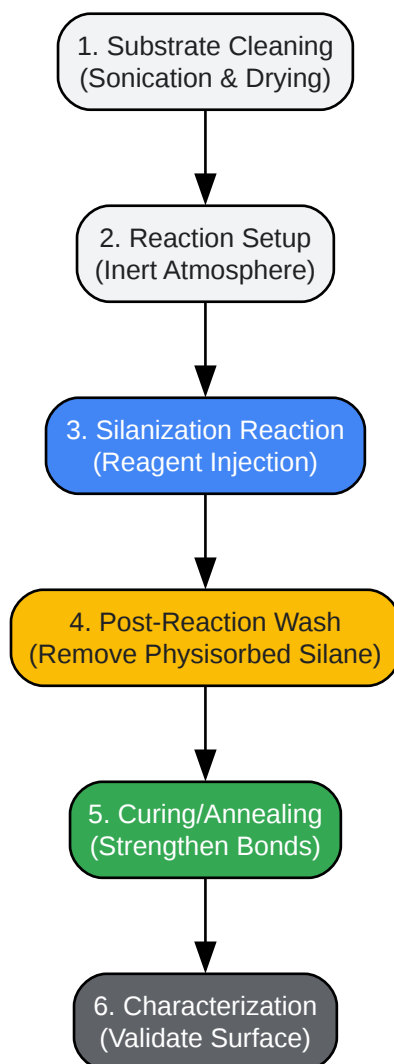 1. Substrate Cleaning
(Sonication & Drying)
2. Reaction Setup
(Inert Atmosphere)
3. Silanization Reaction
(Reagent Injection)
4. Post-Reaction Wash
(Remove Physisorbed Silane)
5. Curing/Annealing
(Strengthen Bonds)
6. Characterization
(Validate Surface)